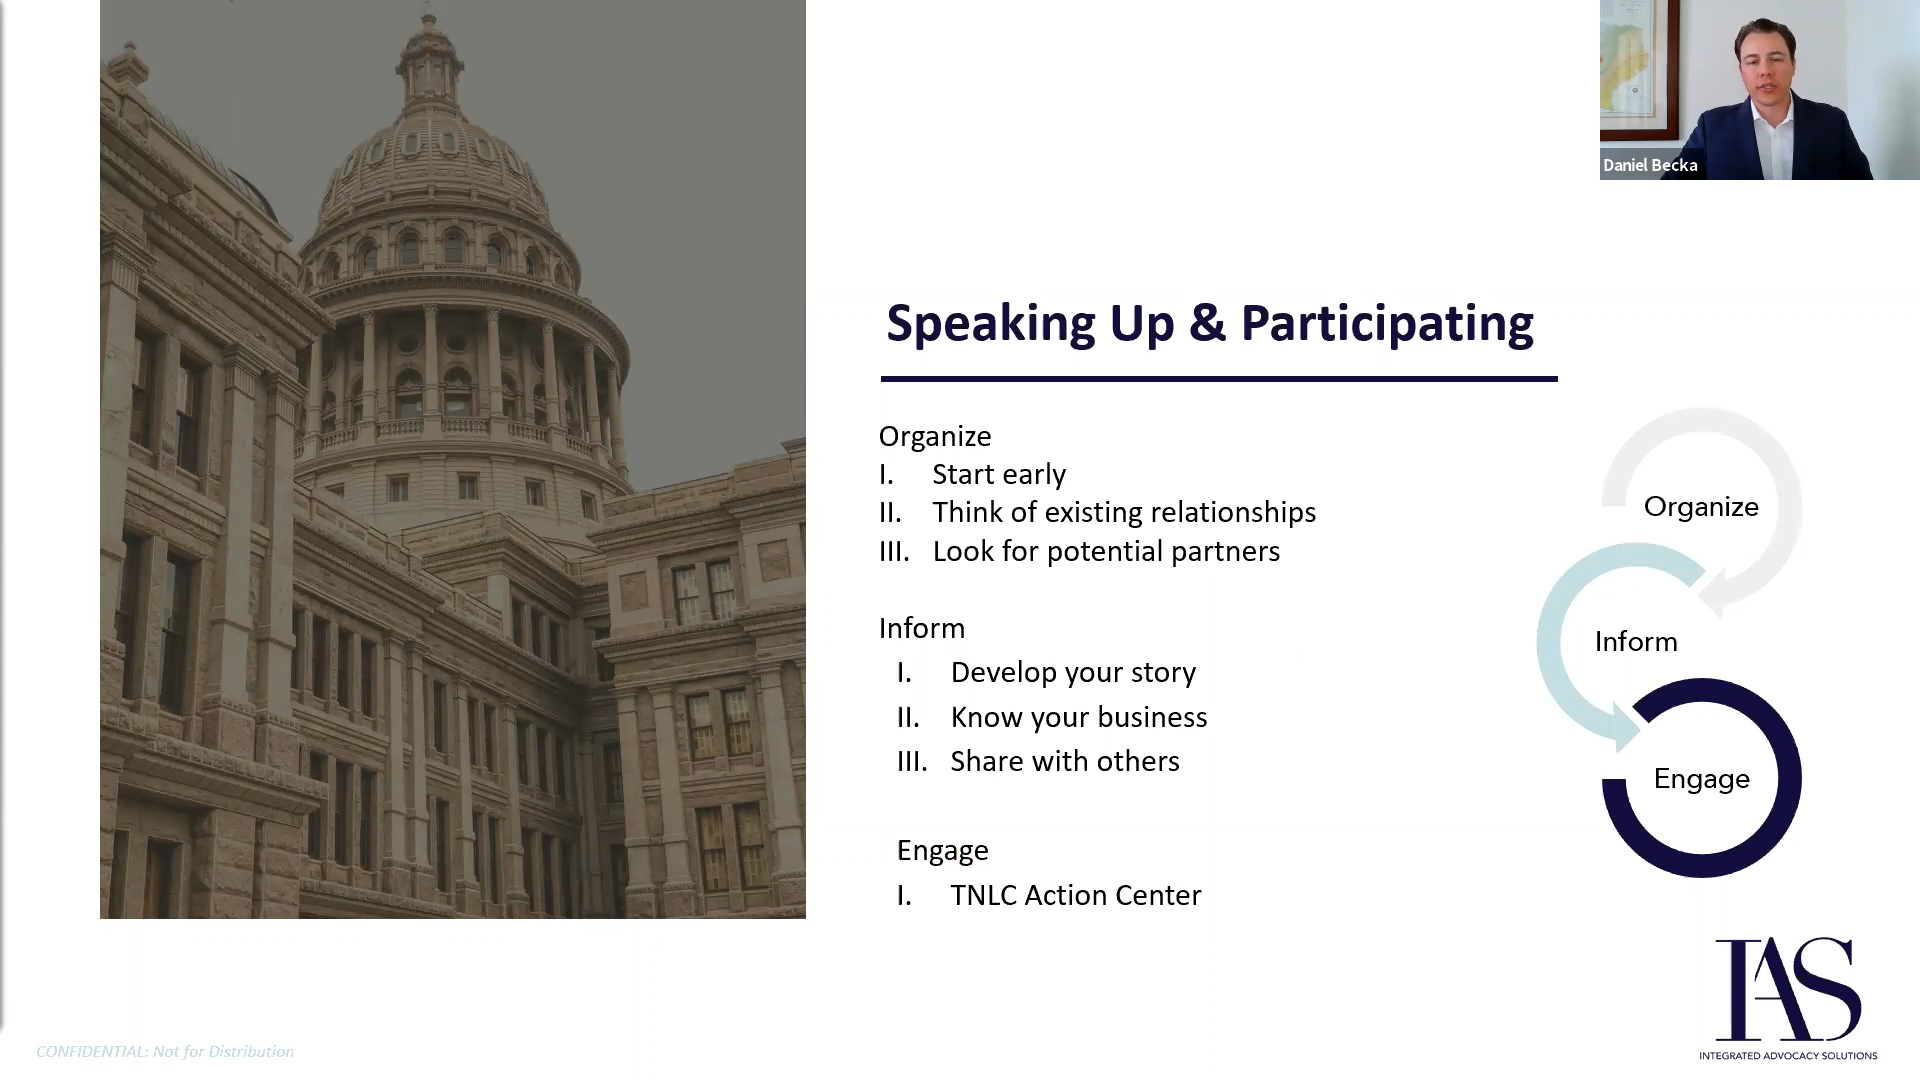 Daniel Becka
Speaking Up & Participating
Organize
I. Start early
II. Think of existing relationships
III. Look for potential partners
Inform
I. Develop your story
II. Know your business
III. Share with others
Engage
I. TNLC Action Center
Organize
Inform
Engage
IAS
INTEGRATED ADVOCACY SOLUTIONS
CONFIDENTIAL: Not for Distribution